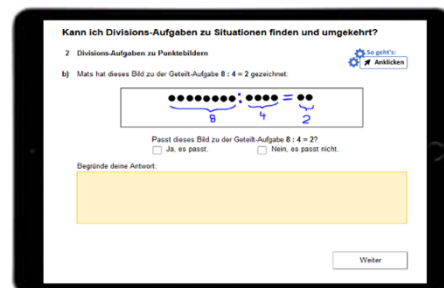 Kann ich Divisions-Aufgaben zu Situationen finden und umgekehrt?
2 Divisions-Aufgaben zu Punktebildern
So geht's:
Anklicken
b) Mats hat dieses Bild zu der Geteilt-Aufgabe 8 : 4 = 2 gezeichnet:
: =
8 4 2
Passt dieses Bild zu der Geteilt-Aufgabe 8 : 4 = 2?
Ja, es passt. Nein, es passt nicht.
Begründe deine Antwort:
Weiter